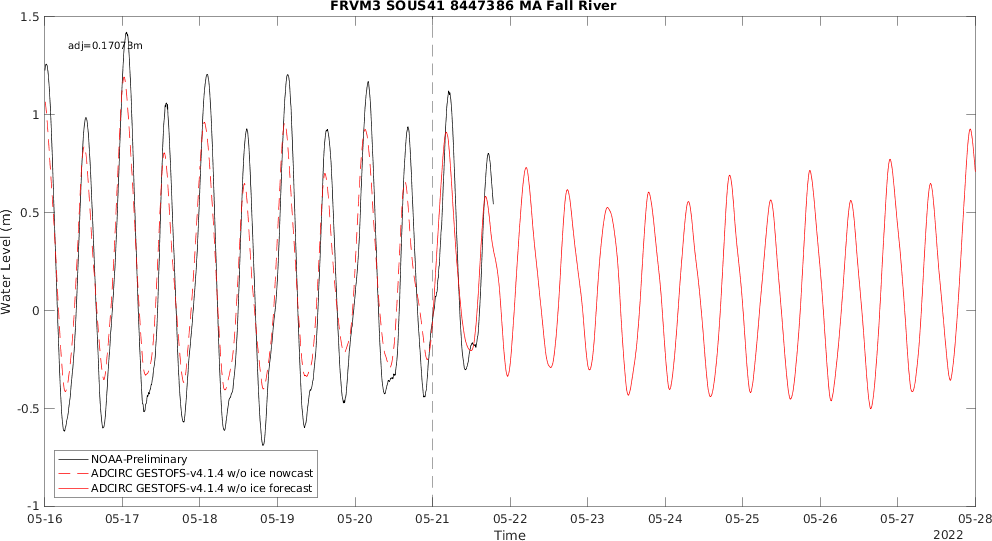 FRVM3 SOUS41 8447386 MA Fall River
adj=0.17073m
Water Level (m)
1.5
1
0.5
0
-0.5
-1
NOAA-Preliminary
ADCIRC GESTOFS-v4.1.4 w/o ice nowcast
ADCIRC GESTOFS-v4.1.4 w/o ice forecast
05-16 05-17 05-18 05-19 05-20 05-21 05-22 05-23 05-24 05-25 05-26 05-27 05-28
Time
2022